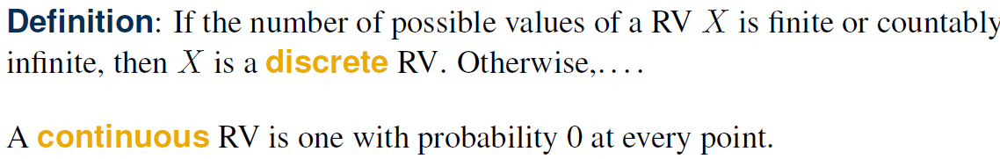 Definition: If the number of possible values of a RV X is finite or countably
infinite, then X is a discrete RV. Otherwise,....
A continuous RV is one with probability 0 at every point.